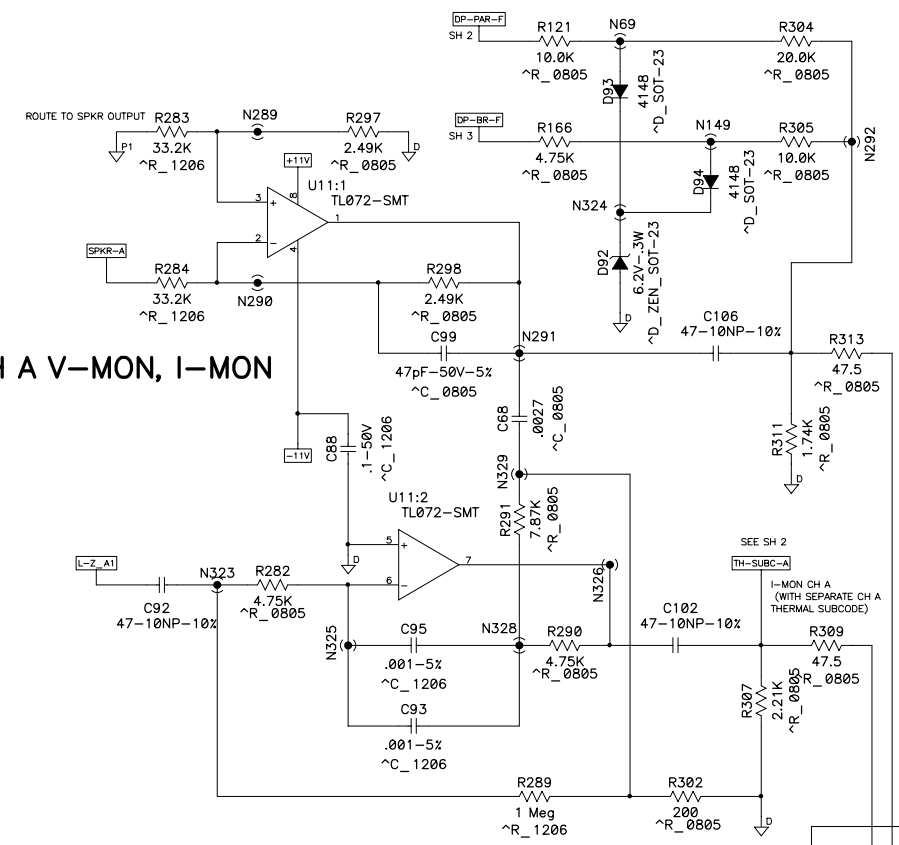 DP-PAR-F
SH 2
R121
10.0K
^R_0805
N69
R304
20.0K
^R_0805
D93
4148
^D_SOT-23
ROUTE TO SPKR OUTPUT
P1
R283
33.2K
^R_1206
N289
R297
2.49K
^R_0805
D
DP-BR-F
SH 3
R166
4.75K
^R_0805
N149
R305
10.0K
^R_0805
N292
D94
4148
^D_SOT-23
+11V
U11:1
TL072-SMT
3
+
8
1
2
-
4
N324
D92
6.2V-.3W
^D_ZEN_SOT-23
D
SPKR-A
R284
33.2K
^R_1206
N290
R298
2.49K
^R_0805
C99
47pF-50V-5%
^C_0805
N291
C106
47-10NP-10%
R313
47.5
^R_0805
H A V-MON, I-MON
R311
1.74K
^R_0805
D
C68
.0027
^C_0805
-11V
C88
.1-50V
^C_1206
N329
R291
7.87K
^R_0805
U11:2
TL072-SMT
5
+
7
6
-
D
L-Z_A1
C92
47-10NP-10%
N323
R282
4.75K
^R_0805
N325
C95
.001-5%
^C_1206
N328
R290
4.75K
^R_0805
N326
C102
47-10NP-10%
SEE SH 2
TH-SUBC-A
I-MON CH A
(WITH SEPARATE CH A
THERMAL SUBCODE)
R309
47.5
^R_0805
R307
2.21K
^R_0805
C93
.001-5%
^C_1206
R289
1 Meg
^R_1206
R302
200
^R_0805
D